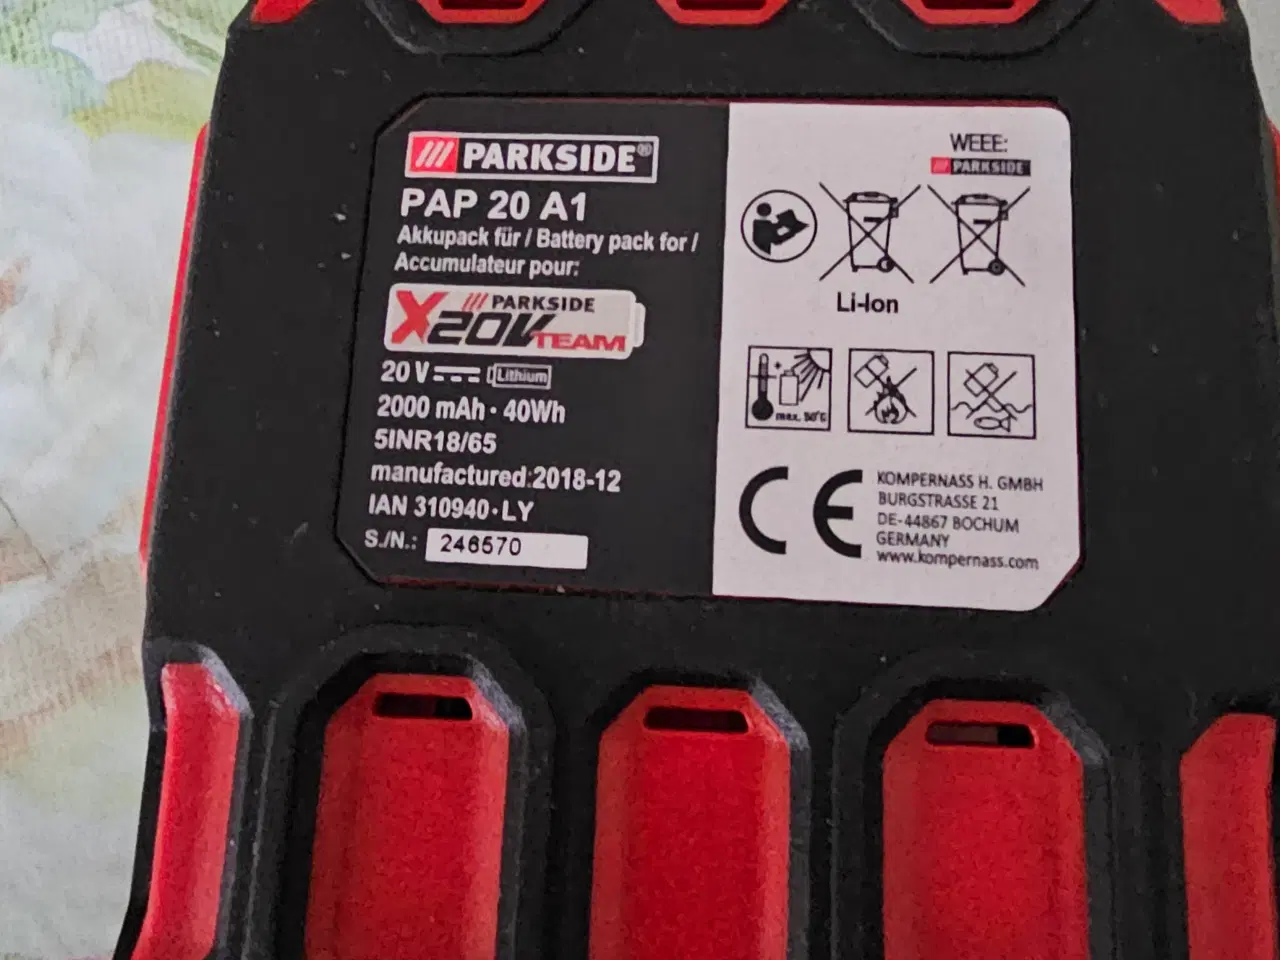 PARKSIDE®
PAP 20 A1
Akkupack für / Battery pack for /
Accumulateur pour:
PARKSIDE
X20V TEAM
20 V Lithium
2000 mAh · 40Wh
5INR18/65
manufactured:2018-12
IAN 310940·LY
S./N.: 246570
WEEE:
PARKSIDE
Li-Ion
max. 50°C
CE
KOMPERNASS H. GMBH
BURGSTRASSE 21
DE-44867 BOCHUM
GERMANY
www.kompernass.com